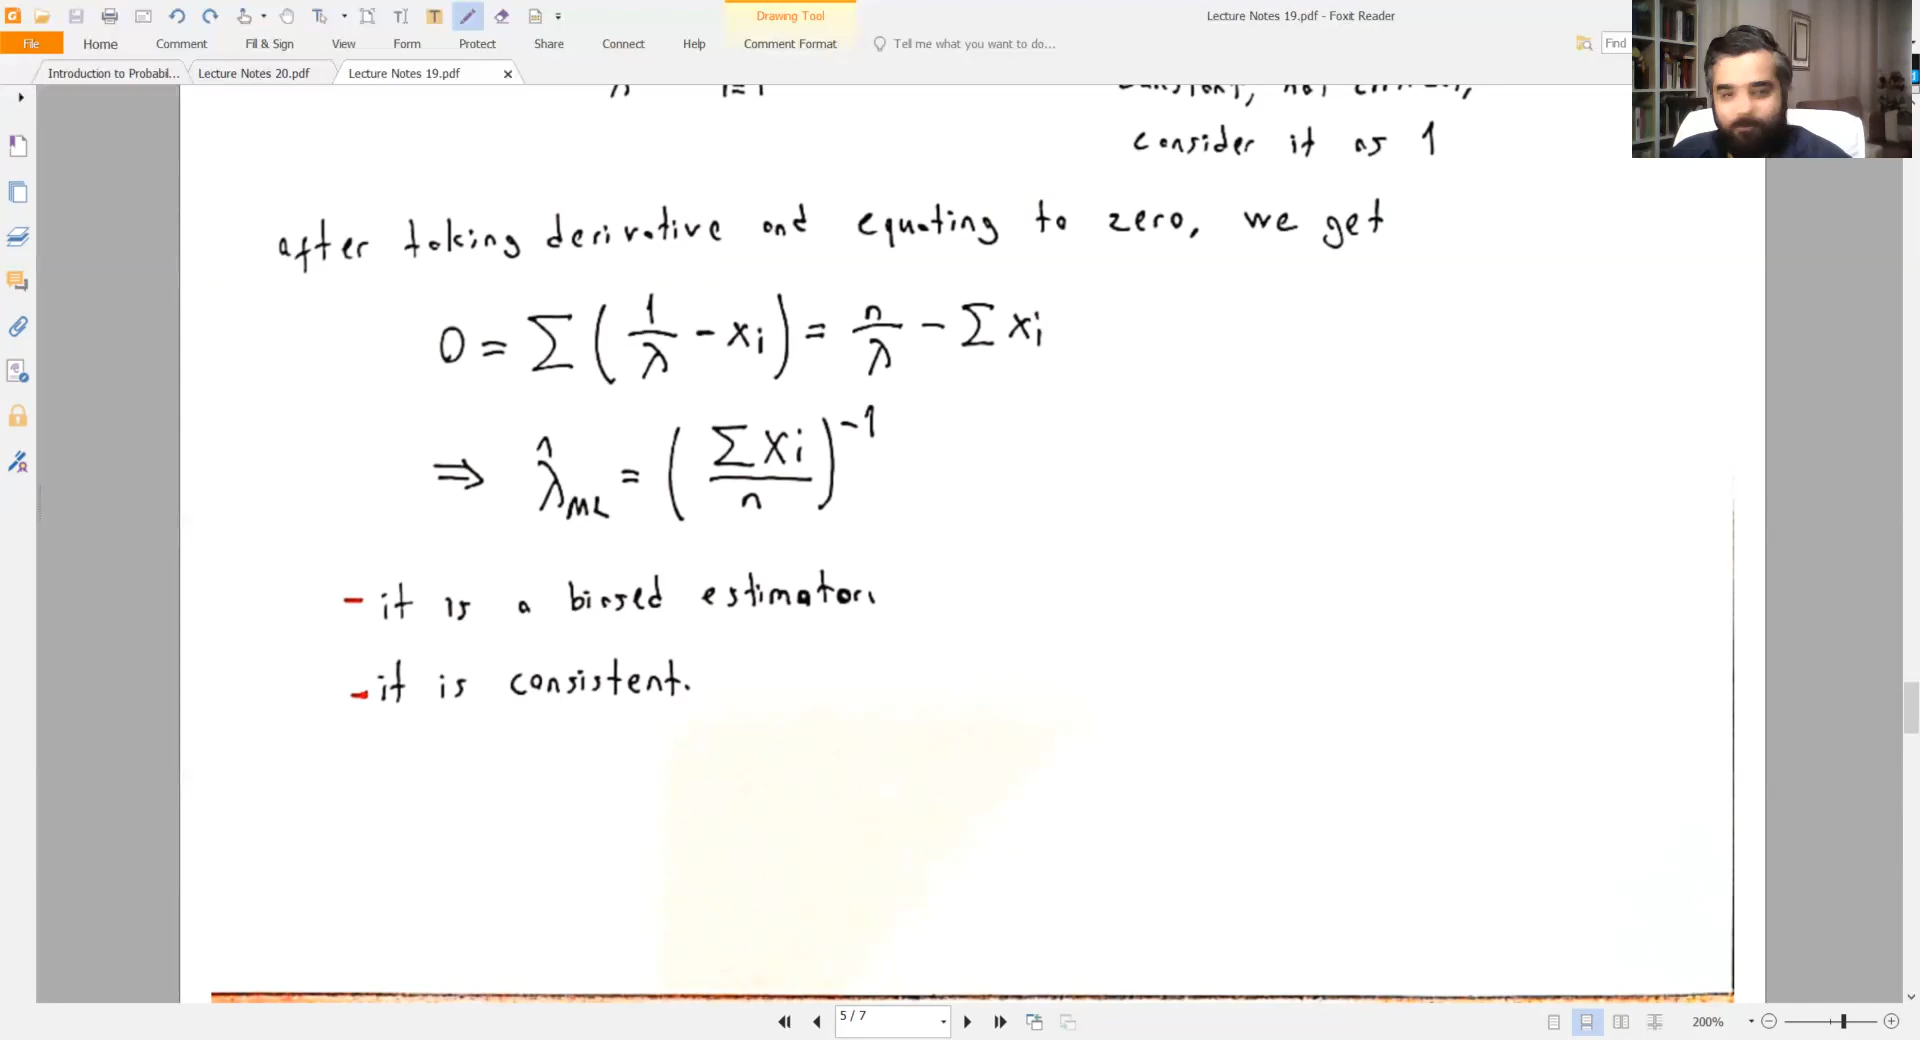 Drawing Tool
Lecture Notes 19.pdf - Foxit Reader
File Home Comment Fill & Sign View Form Protect Share Connect Help Comment Format Tell me what you want to do... Find
Introduction to Probabil... Lecture Notes 20.pdf Lecture Notes 19.pdf
i=1
consider it as 1
after taking derivative and equating to zero, we get
0 = Σ ( 1/λ - xi ) = n/λ - Σ xi
⇒ λ̂ML = ( Σ Xi / n )^-1
- it is a biased estimator.
- it is consistent.
5 / 7
200%